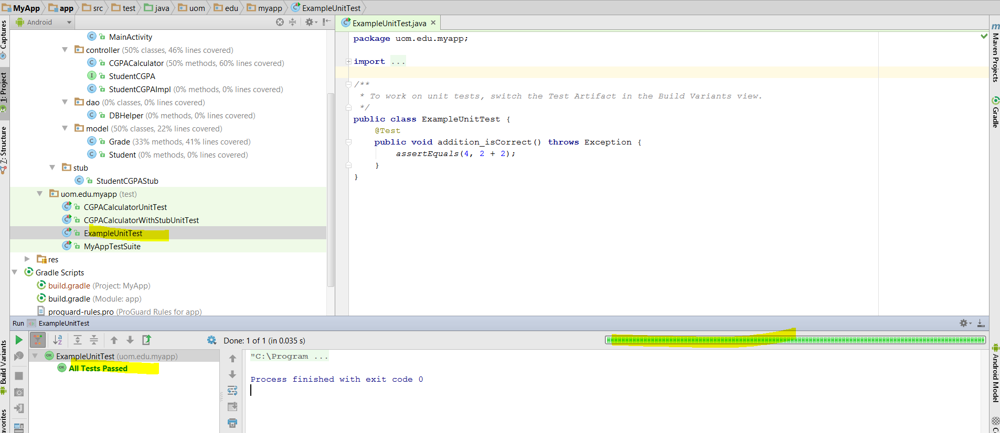 MyApp app src test java uom edu myapp ExampleUnitTest
Captures
1: Project
7: Structure
Build Variants
avorites
Android
MainActivity
controller (50% classes, 46% lines covered)
CGPACalculator (50% methods, 60% lines covered)
StudentCGPA
StudentCGPAImpl (0% methods, 0% lines covered)
dao (0% classes, 0% lines covered)
DBHelper (0% methods, 0% lines covered)
model (50% classes, 22% lines covered)
Grade (33% methods, 41% lines covered)
Student (0% methods, 0% lines covered)
stub
StudentCGPAStub
uom.edu.myapp (test)
CGPACalculatorUnitTest
CGPACalculatorWithStubUnitTest
ExampleUnitTest
MyAppTestSuite
res
Gradle Scripts
build.gradle (Project: MyApp)
build.gradle (Module: app)
proguard-rules.pro (ProGuard Rules for app)
ExampleUnitTest.java
package uom.edu.myapp;
import ...
/**
* To work on unit tests, switch the Test Artifact in the Build Variants view.
*/
public class ExampleUnitTest {
@Test
public void addition_isCorrect() throws Exception {
assertEquals(4, 2 + 2);
}
}
Maven Projects
Gradle
Android Model
Run ExampleUnitTest
Done: 1 of 1 (in 0.035 s)
ExampleUnitTest (uom.edu.myapp)
All Tests Passed
"C:\Program ...
Process finished with exit code 0